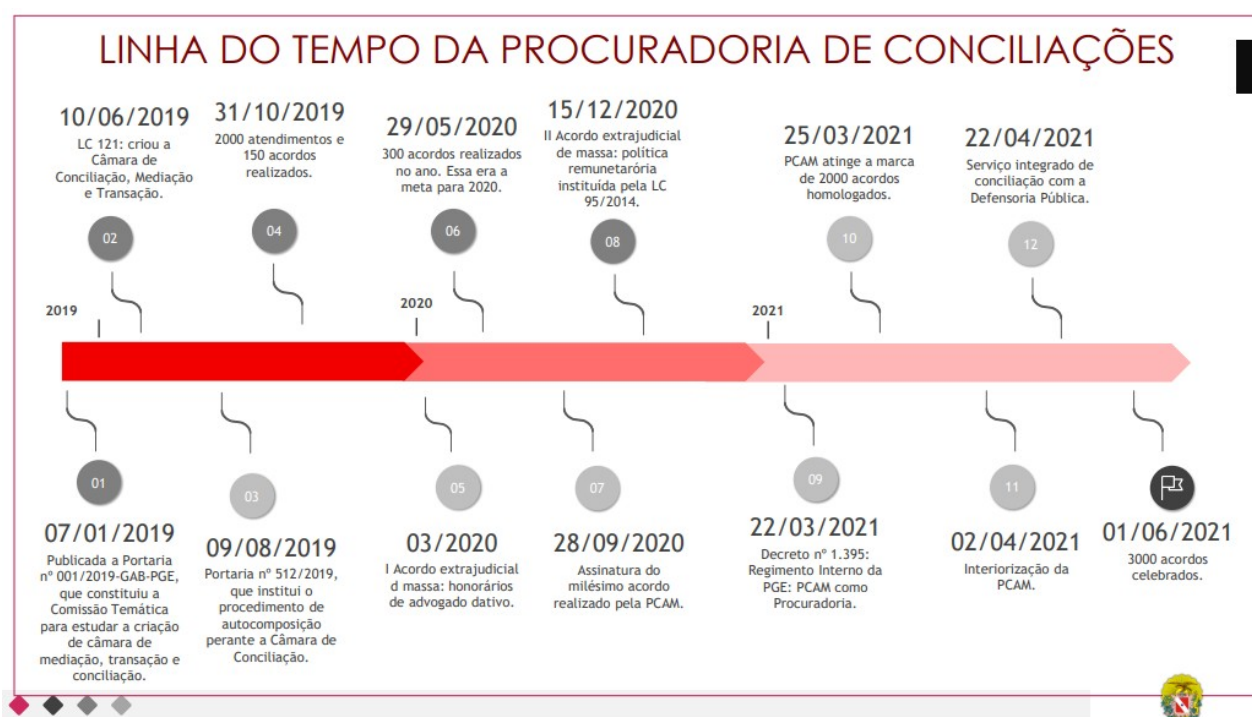 LINHA DO TEMPO DA PROCURADORIA DE CONCILIAÇÕES
10/06/2019
LC 121: criou a
Câmara de
Conciliação, Mediação
e Transação.
02
31/10/2019
2000 atendimentos e
150 acordos
realizados.
04
29/05/2020
300 acordos realizados
no ano. Essa era a
meta para 2020.
06
15/12/2020
II Acordo extrajudicial
de massa: política
remunetarória
instituída pela LC
95/2014.
08
25/03/2021
PCAM atinge a marca
de 2000 acordos
homologados.
10
22/04/2021
Serviço integrado de
conciliação com a
Defensoria Pública.
12
2019
2020
2021
01
07/01/2019
Publicada a Portaria
nº 001/2019-GAB-PGE,
que constituiu a
Comissão Temática
para estudar a criação
de câmara de
mediação, transação e
conciliação.
03
09/08/2019
Portaria nº 512/2019,
que institui o
procedimento de
autocomposição
perante a Câmara de
Conciliação.
05
03/2020
I Acordo extrajudicial
d massa: honorários
de advogado dativo.
07
28/09/2020
Assinatura do
milésimo acordo
realizado pela PCAM.
09
22/03/2021
Decreto nº 1.395:
Regimento Interno da
PGE: PCAM como
Procuradoria.
11
02/04/2021
Interiorização da
PCAM.
01/06/2021
3000 acordos
celebrados.